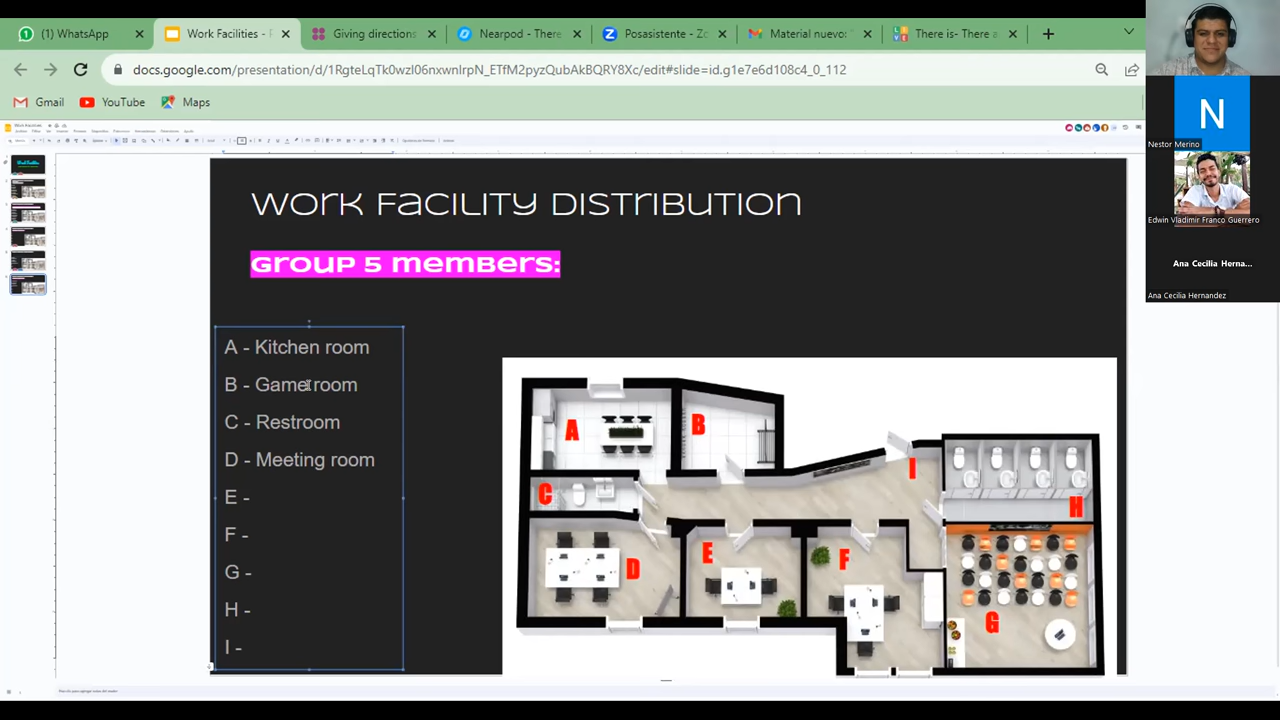 (1) WhatsApp
Work Facilities -
Giving directions
Nearpod - There
Posasistente - Zo
Material nuevo:
There is- There a
docs.google.com/presentation/d/1RgteLqTk0wzl06nxwnIrpN_ETfM2pyzQubAkBQRY8Xc/edit#slide=id.g1e7e6d108c4_0_112
Gmail
YouTube
Maps
Work Facility Distribution
Group 5 members:
A - Kitchen room
B - Game room
C - Restroom
D - Meeting room
E -
F -
G -
H -
I -
A
B
C
D
E
F
G
H
I
N
Nestor Merino
Edwin Vladimir Franco Guerrero
Ana Cecilia Herna...
Ana Cecilia Hernandez